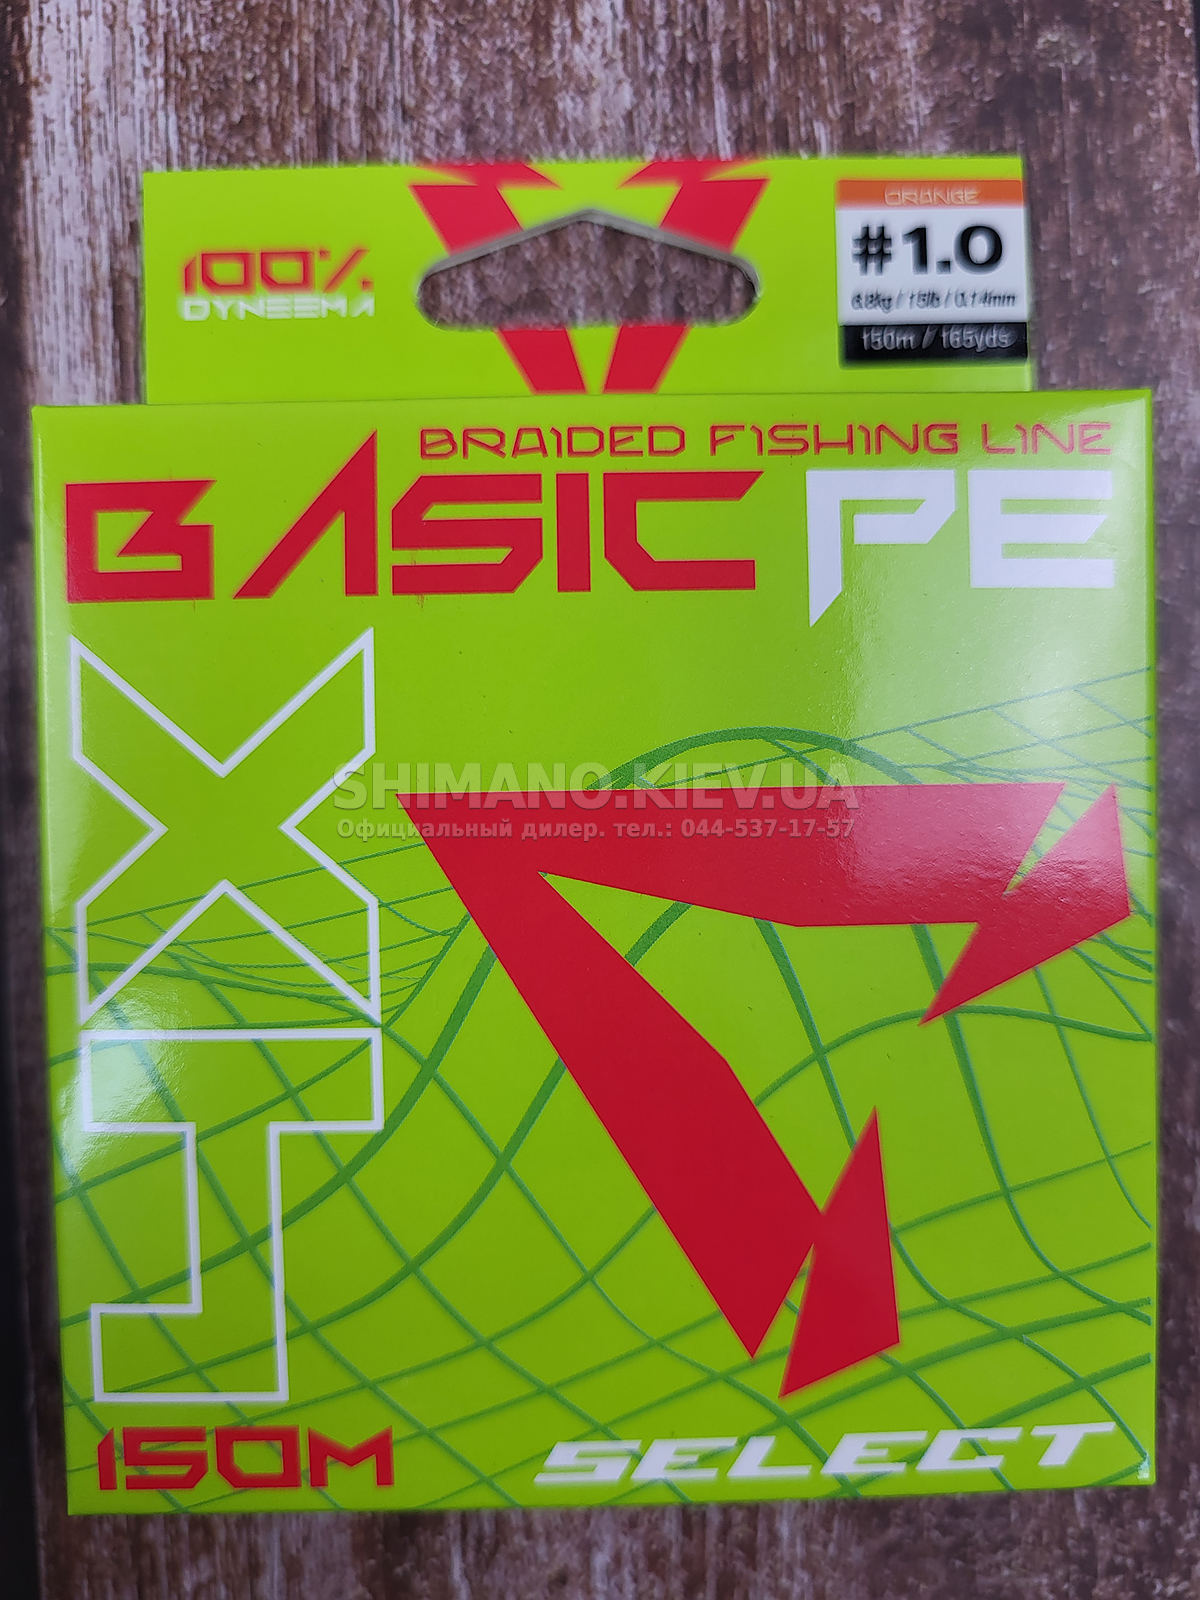 100%
DYNEEMA
ORANGE
#1.0
6.8kg / 15lb / 0.14mm
150m / 165yds
BRAIDED FISHING LINE
BASIC PE
SHIMANO.KIEV.UA
Официальный дилер. тел.: 044-537-17-57
150M
SELECT